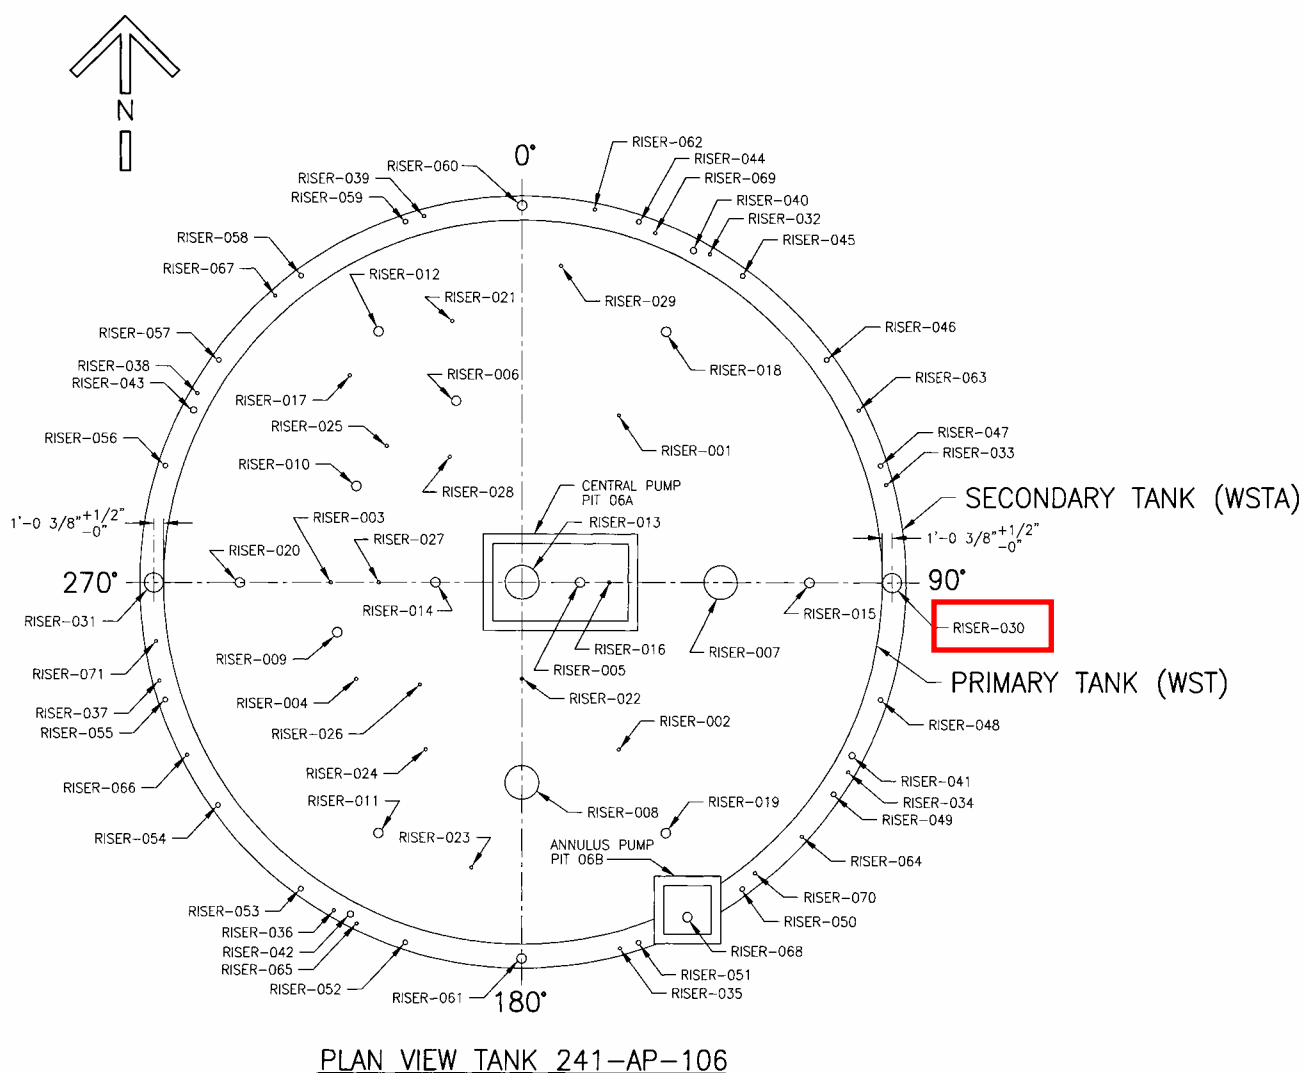 N
0°
RISER-060
RISER-039
RISER-059
RISER-062
RISER-044
RISER-069
RISER-040
RISER-032
RISER-045
RISER-058
RISER-067
RISER-012
RISER-021
RISER-029
RISER-057
RISER-046
RISER-038
RISER-043
RISER-006
RISER-018
RISER-063
RISER-017
RISER-025
RISER-001
RISER-056
RISER-047
RISER-010
RISER-033
RISER-028
CENTRAL PUMP
PIT 06A
SECONDARY TANK (WSTA)
1'-0 3/8" +1/2"
-0"
RISER-003
RISER-013
1'-0 3/8" +1/2"
-0"
RISER-020
RISER-027
270°
90°
RISER-031
RISER-014
RISER-015
RISER-030
RISER-009
RISER-016
RISER-007
RISER-005
RISER-071
PRIMARY TANK (WST)
RISER-037
RISER-004
RISER-022
RISER-055
RISER-026
RISER-002
RISER-048
RISER-024
RISER-066
RISER-041
RISER-011
RISER-008
RISER-019
RISER-034
RISER-049
RISER-054
RISER-023
ANNULUS PUMP
PIT 06B
RISER-064
RISER-070
RISER-053
RISER-050
RISER-036
RISER-042
RISER-068
RISER-065
RISER-051
RISER-052
RISER-061
RISER-035
180°
PLAN VIEW TANK 241-AP-106